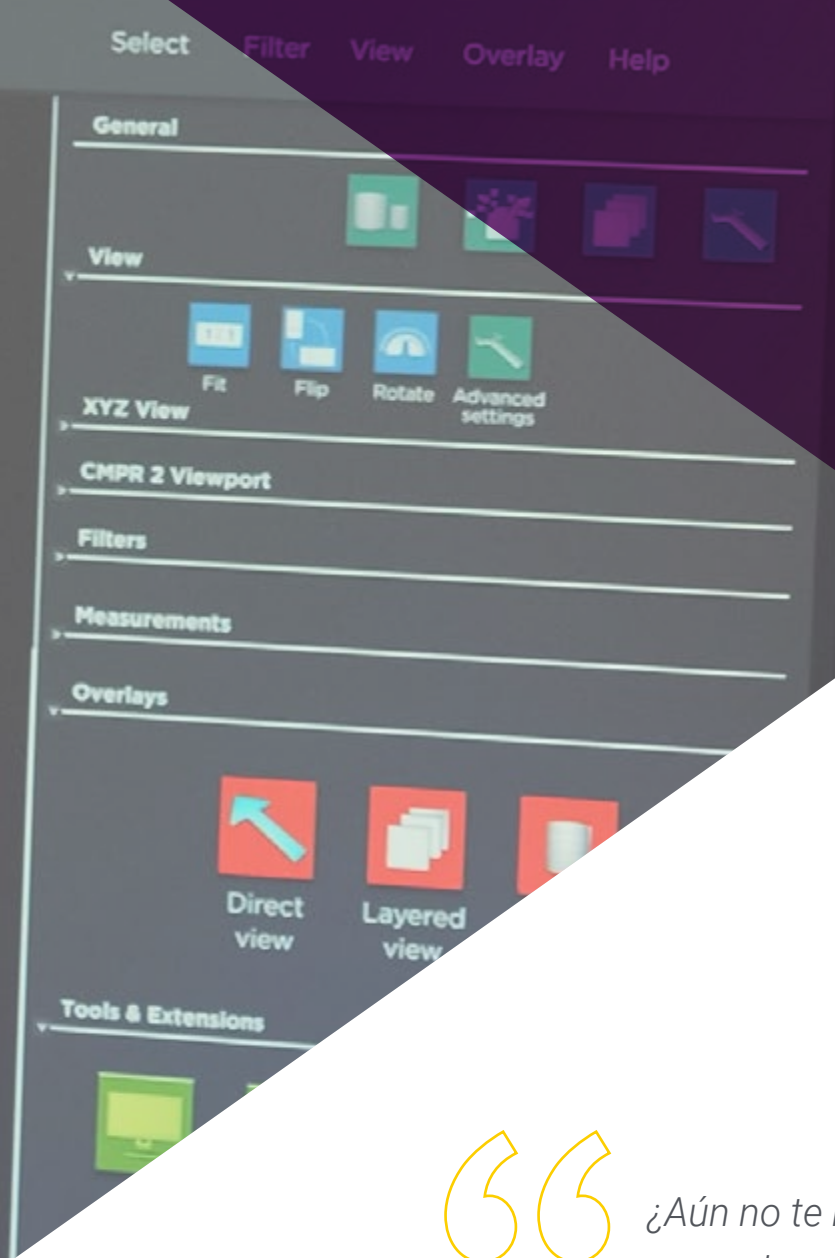 Select Filter View Overlay Help
General
View
Fit Flip Rotate Advanced
settings
XYZ View
CMPR 2 Viewport
Filters
Measurements
Overlays
Direct
view
Layered
view
Tools & Extensions
¿Aún no te